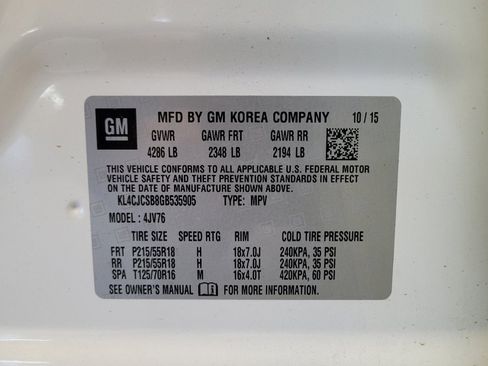 GM
MFD BY GM KOREA COMPANY 10 / 15
GVWR GAWR FRT GAWR RR
4286 LB 2348 LB 2194 LB
THIS VEHICLE CONFORMS TO ALL APPLICABLE U.S. FEDERAL MOTOR
VEHICLE SAFETY AND THEFT PREVENTION STANDARDS IN EFFECT
ON THE DATE OF MANUFACTURE SHOWN ABOVE.
KL4CJCSB8GB535905 TYPE: MPV
MODEL : 4JV76
TIRE SIZE SPEED RTG RIM COLD TIRE PRESSURE
FRT P215/55R18 H 18x7.0J 240KPA, 35 PSI
RR P215/55R18 H 18x7.0J 240KPA, 35 PSI
SPA T125/70R16 M 16x4.0T 420KPA, 60 PSI
SEE OWNER'S MANUAL FOR MORE INFORMATION.